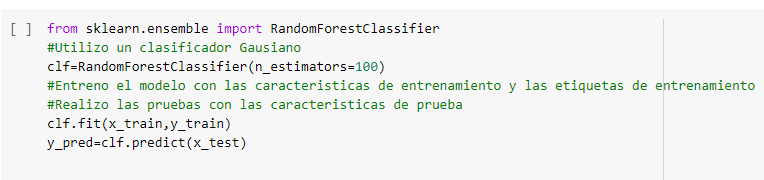 [ ] from sklearn.ensemble import RandomForestClassifier
#Utilizo un clasificador Gausiano
clf=RandomForestClassifier(n_estimators=100)
#Entreno el modelo con las caracteristicas de entrenamiento y las etiquetas de entrenamiento
#Realizo las pruebas con las caracteristicas de prueba
clf.fit(x_train,y_train)
y_pred=clf.predict(x_test)